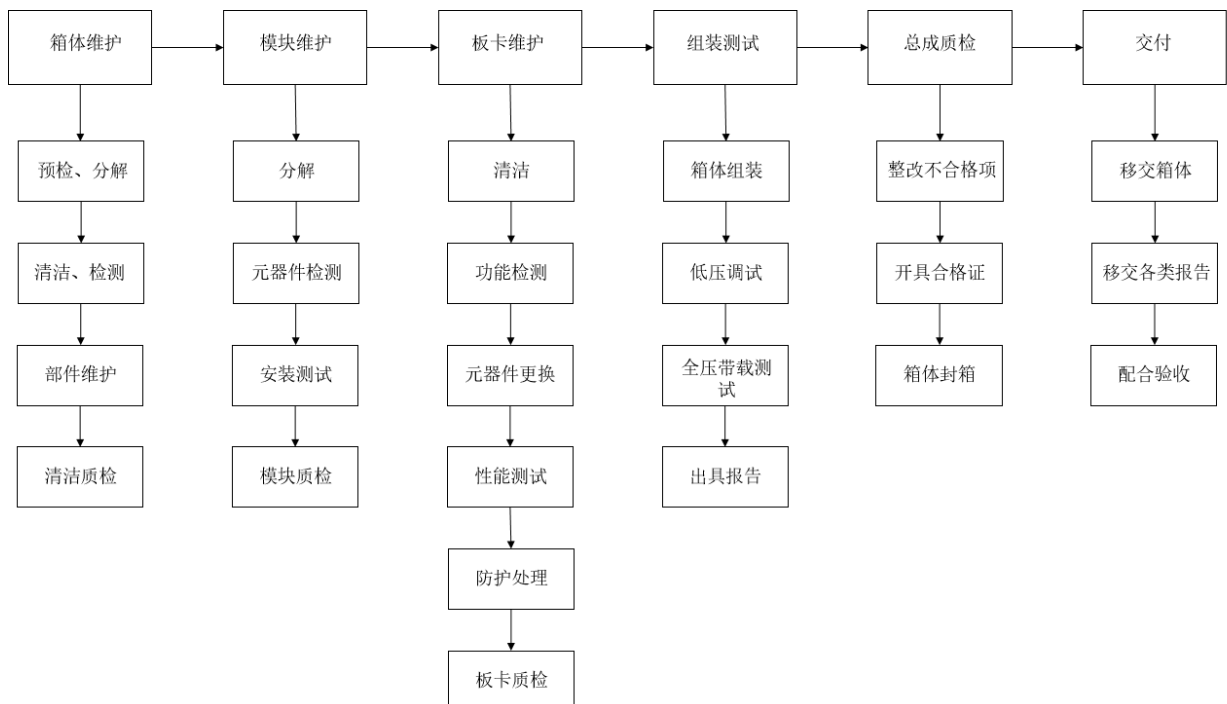 箱体维护
模块维护
板卡维护
组装测试
总成质检
交付
预检、分解
分解
清洁
箱体组装
整改不合格项
移交箱体
清洁、检测
元器件检测
功能检测
低压调试
开具合格证
移交各类报告
部件维护
安装测试
元器件更换
全压带载测
试
箱体封箱
配合验收
清洁质检
模块质检
性能测试
出具报告
防护处理
板卡质检